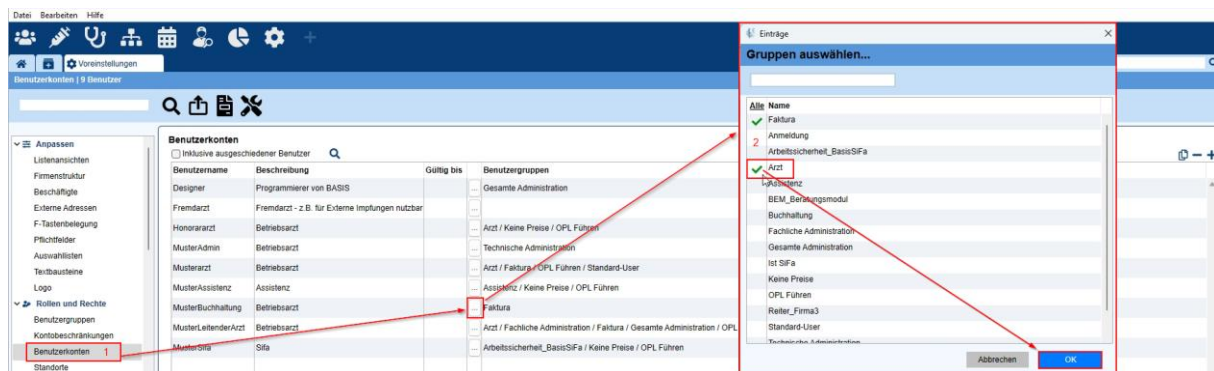 Datei Bearbeiten Hilfe
Voreinstellungen
Benutzerkonten | 9 Benutzer
Anpassen
Listenansichten
Firmenstruktur
Beschäftigte
Externe Adressen
F-Tastenbelegung
Pflichtfelder
Auswahllisten
Textbausteine
Logo
Rollen und Rechte
Benutzergruppen
Kontobeschränkungen
Benutzerkonten 1
Standorte
Benutzerkonten
Inklusive ausgeschiedener Benutzer
Benutzername Beschreibung Gültig bis Benutzergruppen
Designer Programmierer von BASIS ... Gesamte Administration
Fremdarzt Fremdarzt - z.B. für Externe Impfungen nutzbar ...
Honorararzt Betriebsarzt ... Arzt / Keine Preise / OPL Führen
MusterAdmin Betriebsarzt ... Technische Administration
Musterarzt Betriebsarzt ... Arzt / Faktura / OPL Führen / Standard-User
MusterAssistenz Assistenz ... Assistenz / Keine Preise / OPL Führen
MusterBuchhaltung Betriebsarzt ... Faktura
MusterLeitenderArzt Betriebsarzt ... Arzt / Fachliche Administration / Faktura / Gesamte Administration / OPL
MusterSifa Sifa ... Arbeitssicherheit_BasisSiFa / Keine Preise / OPL Führen
Einträge
Gruppen auswählen...
Alle Name
Faktura
2 Anmeldung
Arbeitssicherheit_BasisSiFa
Arzt
Assistenz
BEM_Beratungsmodul
Buchhaltung
Fachliche Administration
Gesamte Administration
Ist SiFa
Keine Preise
OPL Führen
Reiter_Firma3
Standard-User
Technische Administration
Abbrechen OK